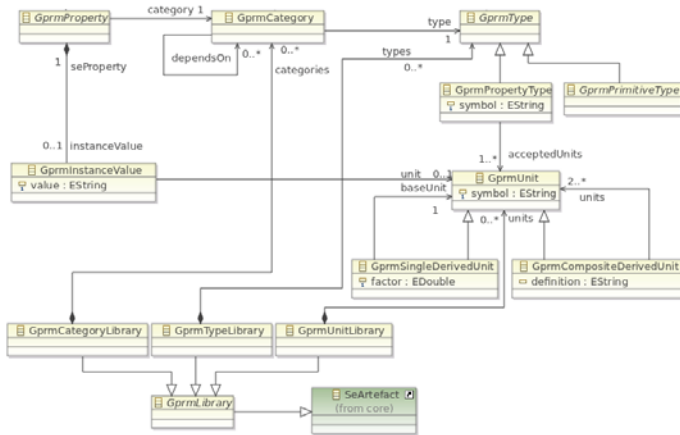 GprmProperty
category 1
GprmCategory
type
1
GprmType
dependsOn
0..*
0..*
categories
types
0..*
1
seProperty
GprmPropertyType
symbol : EString
GprmPrimitiveType
0..1
instanceValue
1..*
acceptedUnits
GprmInstanceValue
value : EString
unit
0..1
GprmUnit
symbol : EString
baseUnit
1
0..*
units
2..*
units
GprmSingleDerivedUnit
factor : EDouble
GprmCompositeDerivedUnit
definition : EString
GprmCategoryLibrary
GprmTypeLibrary
GprmUnitLibrary
GprmLibrary
SeArtefact
(from core)